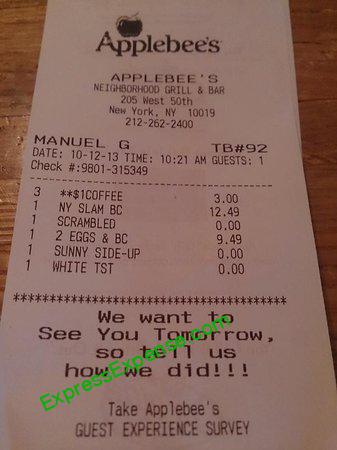 Applebee's
APPLEBEE'S
NEIGHBORHOOD GRILL & BAR
205 West 50th
New York, NY 10019
212-262-2400
MANUEL G TB#92
DATE: 10-12-13 TIME: 10:21 AM GUESTS: 1
Check #:9801-315349
3 **$1COFFEE 3.00
1 NY SLAM BC 12.49
1 SCRAMBLED 0.00
1 2 EGGS & BC 9.49
1 SUNNY SIDE-UP 0.00
1 WHITE TST 0.00
****************************************
We want to
See You Tomorrow,
so tell us
how we did!!!
ExpressExpense.com
Take Applebee's
GUEST EXPERIENCE SURVEY